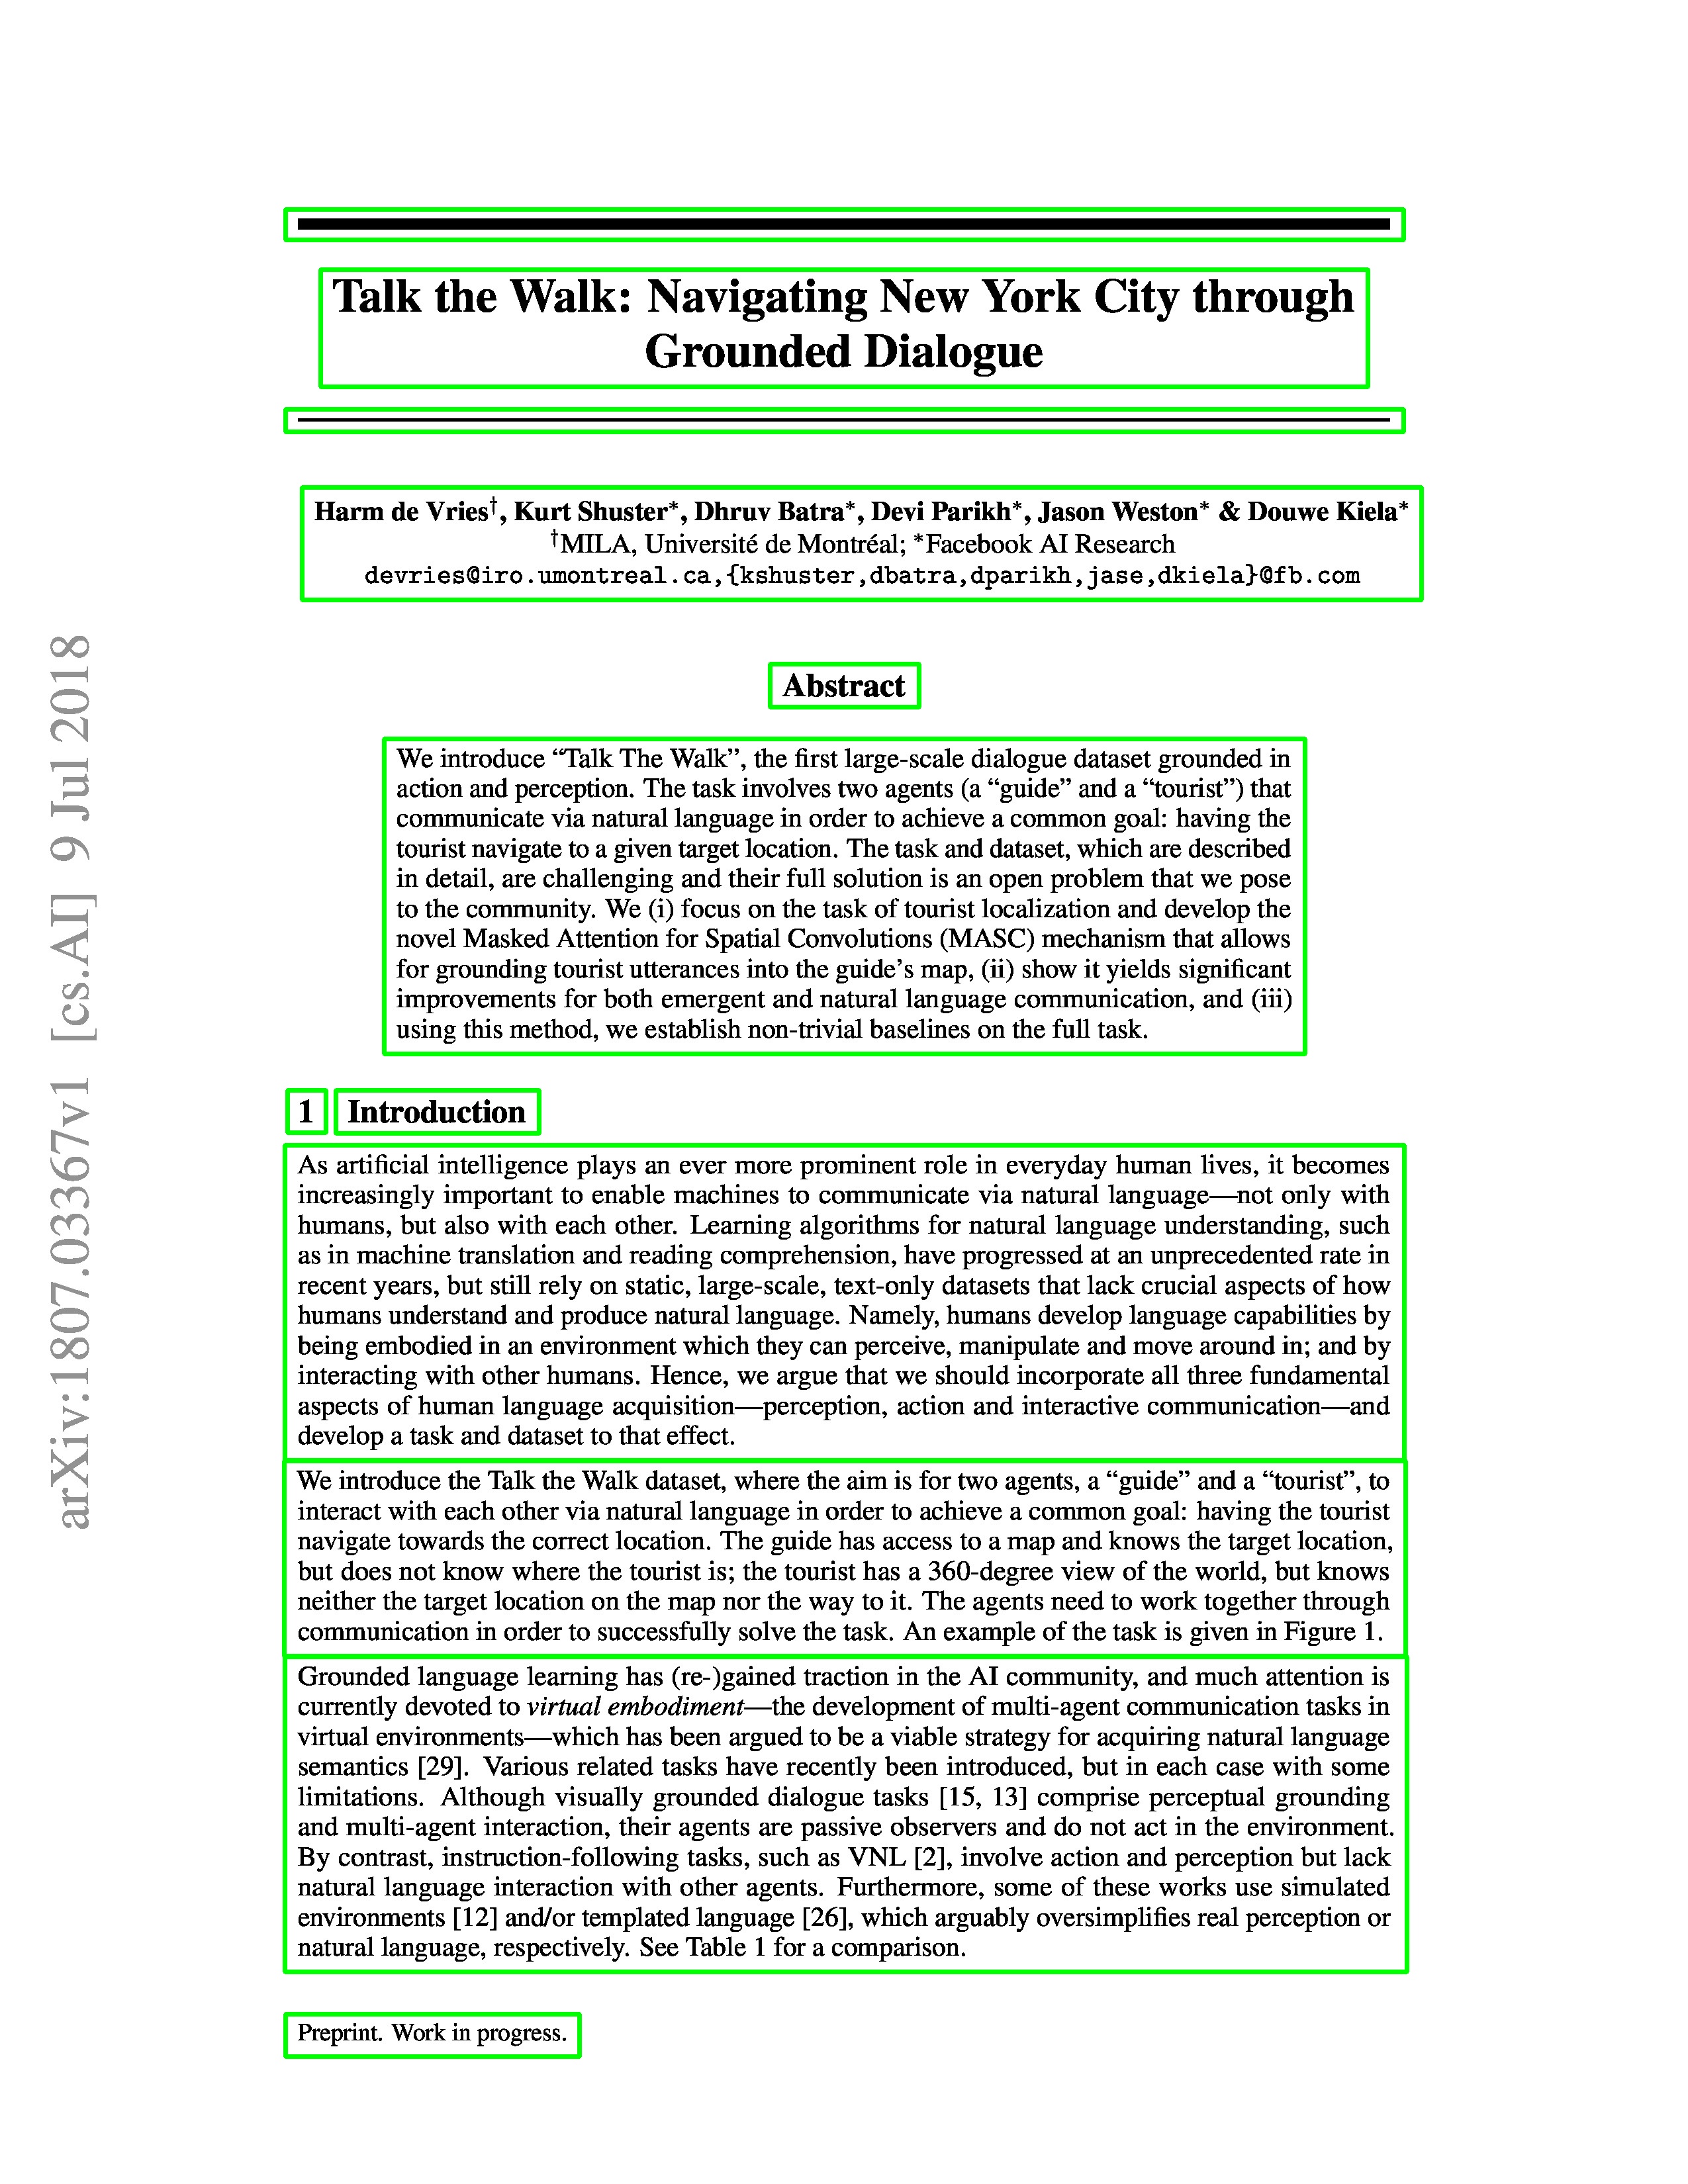 Talk the Walk: Navigating New York City through
Grounded Dialogue
Harm de Vries†, Kurt Shuster*, Dhruv Batra*, Devi Parikh*, Jason Weston* & Douwe Kiela*
†MILA, Université de Montréal; *Facebook AI Research
devries@iro.umontreal.ca,{kshuster,dbatra,dparikh,jase,dkiela}@fb.com
Abstract
We introduce “Talk The Walk”, the first large-scale dialogue dataset grounded in
action and perception. The task involves two agents (a “guide” and a “tourist”) that
communicate via natural language in order to achieve a common goal: having the
tourist navigate to a given target location. The task and dataset, which are described
in detail, are challenging and their full solution is an open problem that we pose
to the community. We (i) focus on the task of tourist localization and develop the
novel Masked Attention for Spatial Convolutions (MASC) mechanism that allows
for grounding tourist utterances into the guide’s map, (ii) show it yields significant
improvements for both emergent and natural language communication, and (iii)
using this method, we establish non-trivial baselines on the full task.
1 Introduction
As artificial intelligence plays an ever more prominent role in everyday human lives, it becomes
increasingly important to enable machines to communicate via natural language—not only with
humans, but also with each other. Learning algorithms for natural language understanding, such
as in machine translation and reading comprehension, have progressed at an unprecedented rate in
recent years, but still rely on static, large-scale, text-only datasets that lack crucial aspects of how
humans understand and produce natural language. Namely, humans develop language capabilities by
being embodied in an environment which they can perceive, manipulate and move around in; and by
interacting with other humans. Hence, we argue that we should incorporate all three fundamental
aspects of human language acquisition—perception, action and interactive communication—and
develop a task and dataset to that effect.
We introduce the Talk the Walk dataset, where the aim is for two agents, a “guide” and a “tourist”, to
interact with each other via natural language in order to achieve a common goal: having the tourist
navigate towards the correct location. The guide has access to a map and knows the target location,
but does not know where the tourist is; the tourist has a 360-degree view of the world, but knows
neither the target location on the map nor the way to it. The agents need to work together through
communication in order to successfully solve the task. An example of the task is given in Figure 1.
Grounded language learning has (re-)gained traction in the AI community, and much attention is
currently devoted to virtual embodiment—the development of multi-agent communication tasks in
virtual environments—which has been argued to be a viable strategy for acquiring natural language
semantics [29]. Various related tasks have recently been introduced, but in each case with some
limitations. Although visually grounded dialogue tasks [15, 13] comprise perceptual grounding
and multi-agent interaction, their agents are passive observers and do not act in the environment.
By contrast, instruction-following tasks, such as VNL [2], involve action and perception but lack
natural language interaction with other agents. Furthermore, some of these works use simulated
environments [12] and/or templated language [26], which arguably oversimplifies real perception or
natural language, respectively. See Table 1 for a comparison.
Preprint. Work in progress.
arXiv:1807.03367v1 [cs.AI] 9 Jul 2018